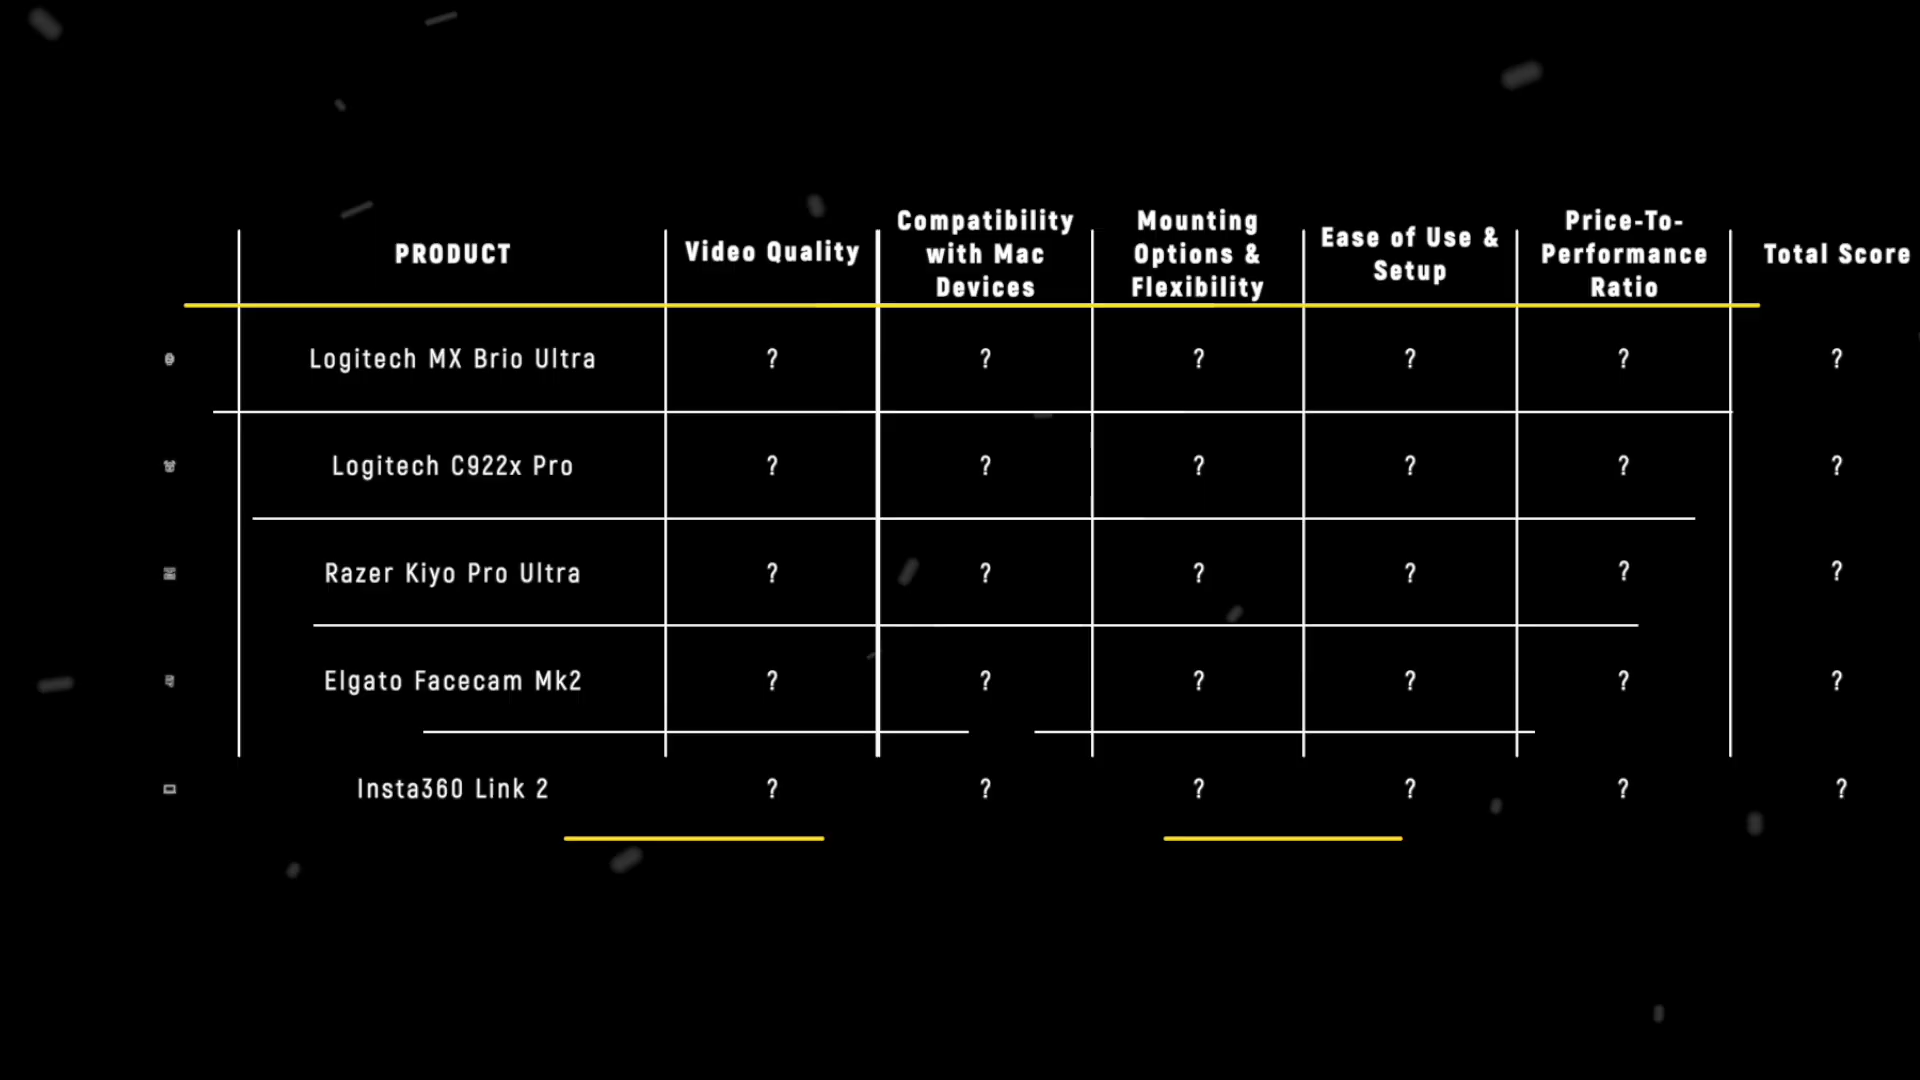 PRODUCT
Video Quality
Compatibility
with Mac
Devices
Mounting
Options &
Flexibility
Ease of Use &
Setup
Price-To-
Performance
Ratio
Total Score
Logitech MX Brio Ultra ? ? ? ? ? ?
Logitech C922x Pro ? ? ? ? ? ?
Razer Kiyo Pro Ultra ? ? ? ? ? ?
Elgato Facecam Mk2 ? ? ? ? ? ?
Insta360 Link 2 ? ? ? ? ? ?